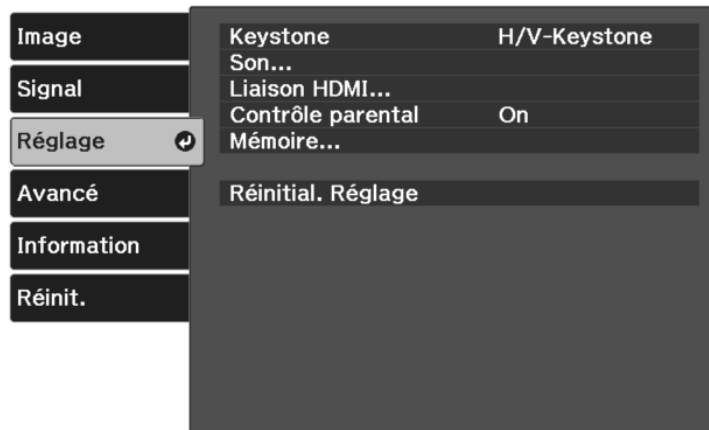 Image
Signal
Réglage
Avancé
Information
Réinit.
Keystone H/V-Keystone
Son...
Liaison HDMI...
Contrôle parental On
Mémoire...
Réinitial. Réglage